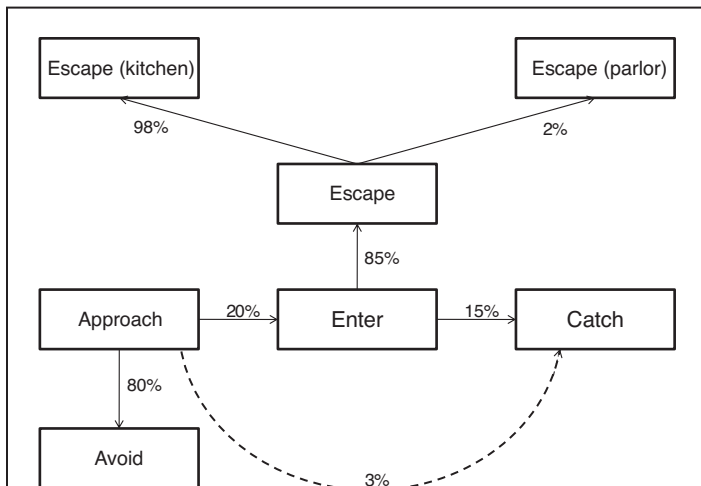 Escape (kitchen)
Escape (parlor)
98%
2%
Escape
85%
Approach
20%
Enter
15%
Catch
80%
Avoid
3%